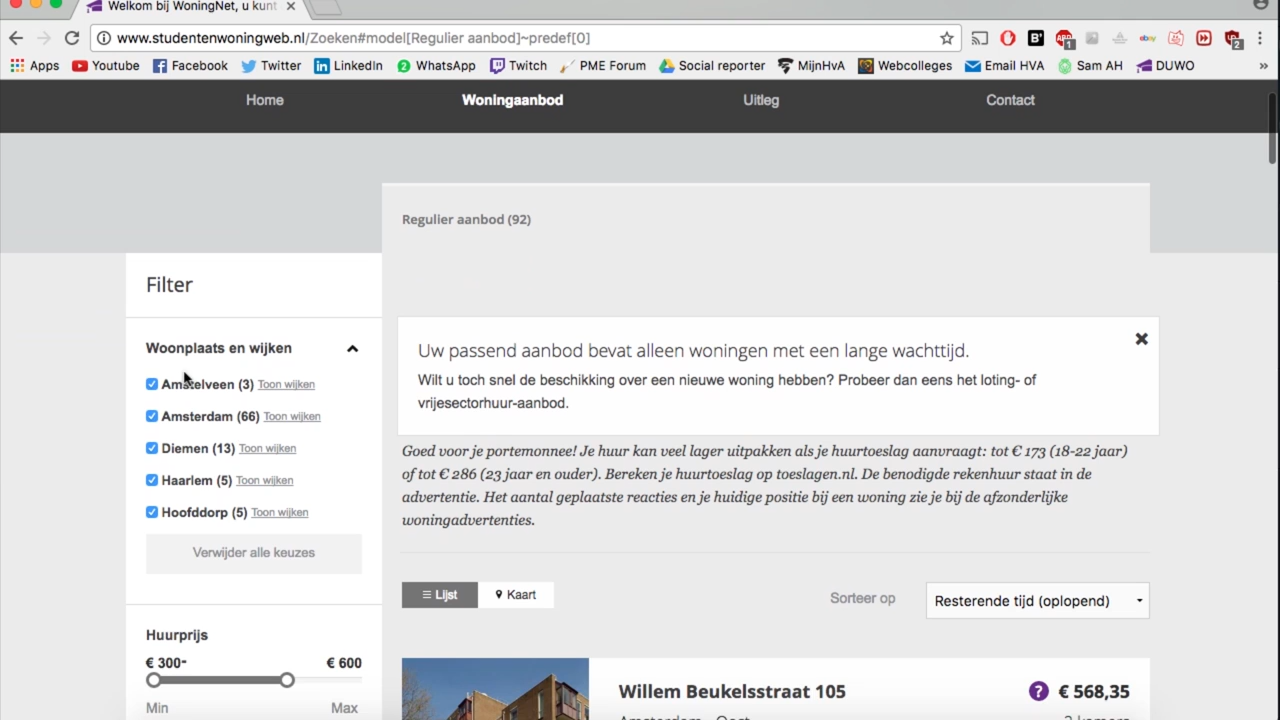 Welkom bij WoningNet, u kunt
www.studentenwoningweb.nl/Zoeken#model[Regulier aanbod]~predef[0]
Apps Youtube Facebook Twitter LinkedIn WhatsApp Twitch PME Forum Social reporter MijnHvA Webcolleges Email HVA Sam AH DUWO »
Home Woningaanbod Uitleg Contact
Regulier aanbod (92)
Filter
Woonplaats en wijken
Amstelveen (3) Toon wijken
Amsterdam (66) Toon wijken
Diemen (13) Toon wijken
Haarlem (5) Toon wijken
Hoofddorp (5) Toon wijken
Verwijder alle keuzes
Huurprijs
€ 300- € 600
Min Max
Uw passend aanbod bevat alleen woningen met een lange wachttijd.
Wilt u toch snel de beschikking over een nieuwe woning hebben? Probeer dan eens het loting- of
vrijesectorhuur-aanbod.
Goed voor je portemonnee! Je huur kan veel lager uitpakken als je huurtoeslag aanvraagt: tot € 173 (18-22 jaar)
of tot € 286 (23 jaar en ouder). Bereken je huurtoeslag op toeslagen.nl. De benodigde rekenhuur staat in de
advertentie. Het aantal geplaatste reacties en je huidige positie bij een woning zie je bij de afzonderlijke
woningadvertenties.
Lijst Kaart Sorteer op Resterende tijd (oplopend)
Willem Beukelsstraat 105 ? € 568,35
Amsterdam - Oost 2 kamers